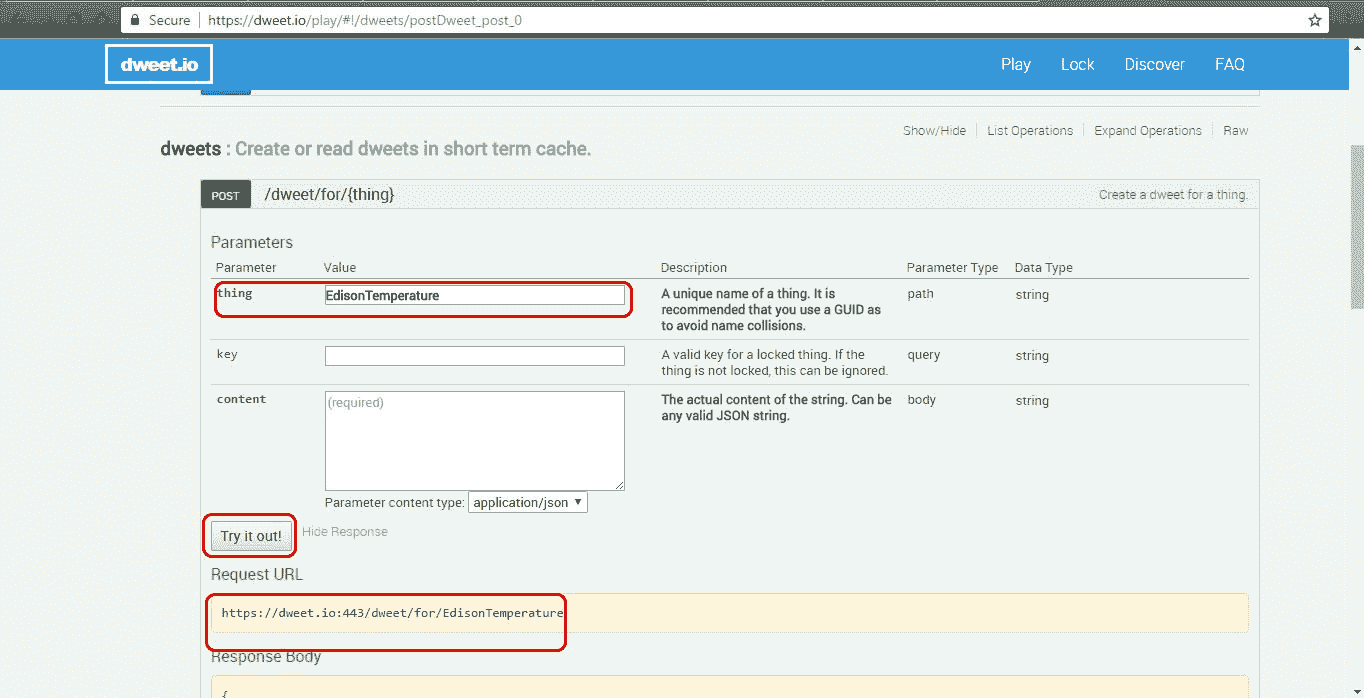 Secure https://dweet.io/play/#!/dweets/postDweet_post_0
dweet.io Play Lock Discover FAQ
Show/Hide List Operations Expand Operations Raw
dweets : Create or read dweets in short term cache.
POST /dweet/for/{thing} Create a dweet for a thing.
Parameters
Parameter Value Description Parameter Type Data Type
thing EdisonTemperature A unique name of a thing. It is path string
recommended that you use a GUID as
to avoid name collisions.
key A valid key for a locked thing. If the query string
thing is not locked, this can be ignored.
content (required) The actual content of the string. Can be body string
any valid JSON string.
Parameter content type: application/json
Try it out! Hide Response
Request URL
https://dweet.io:443/dweet/for/EdisonTemperature
Response Body
{